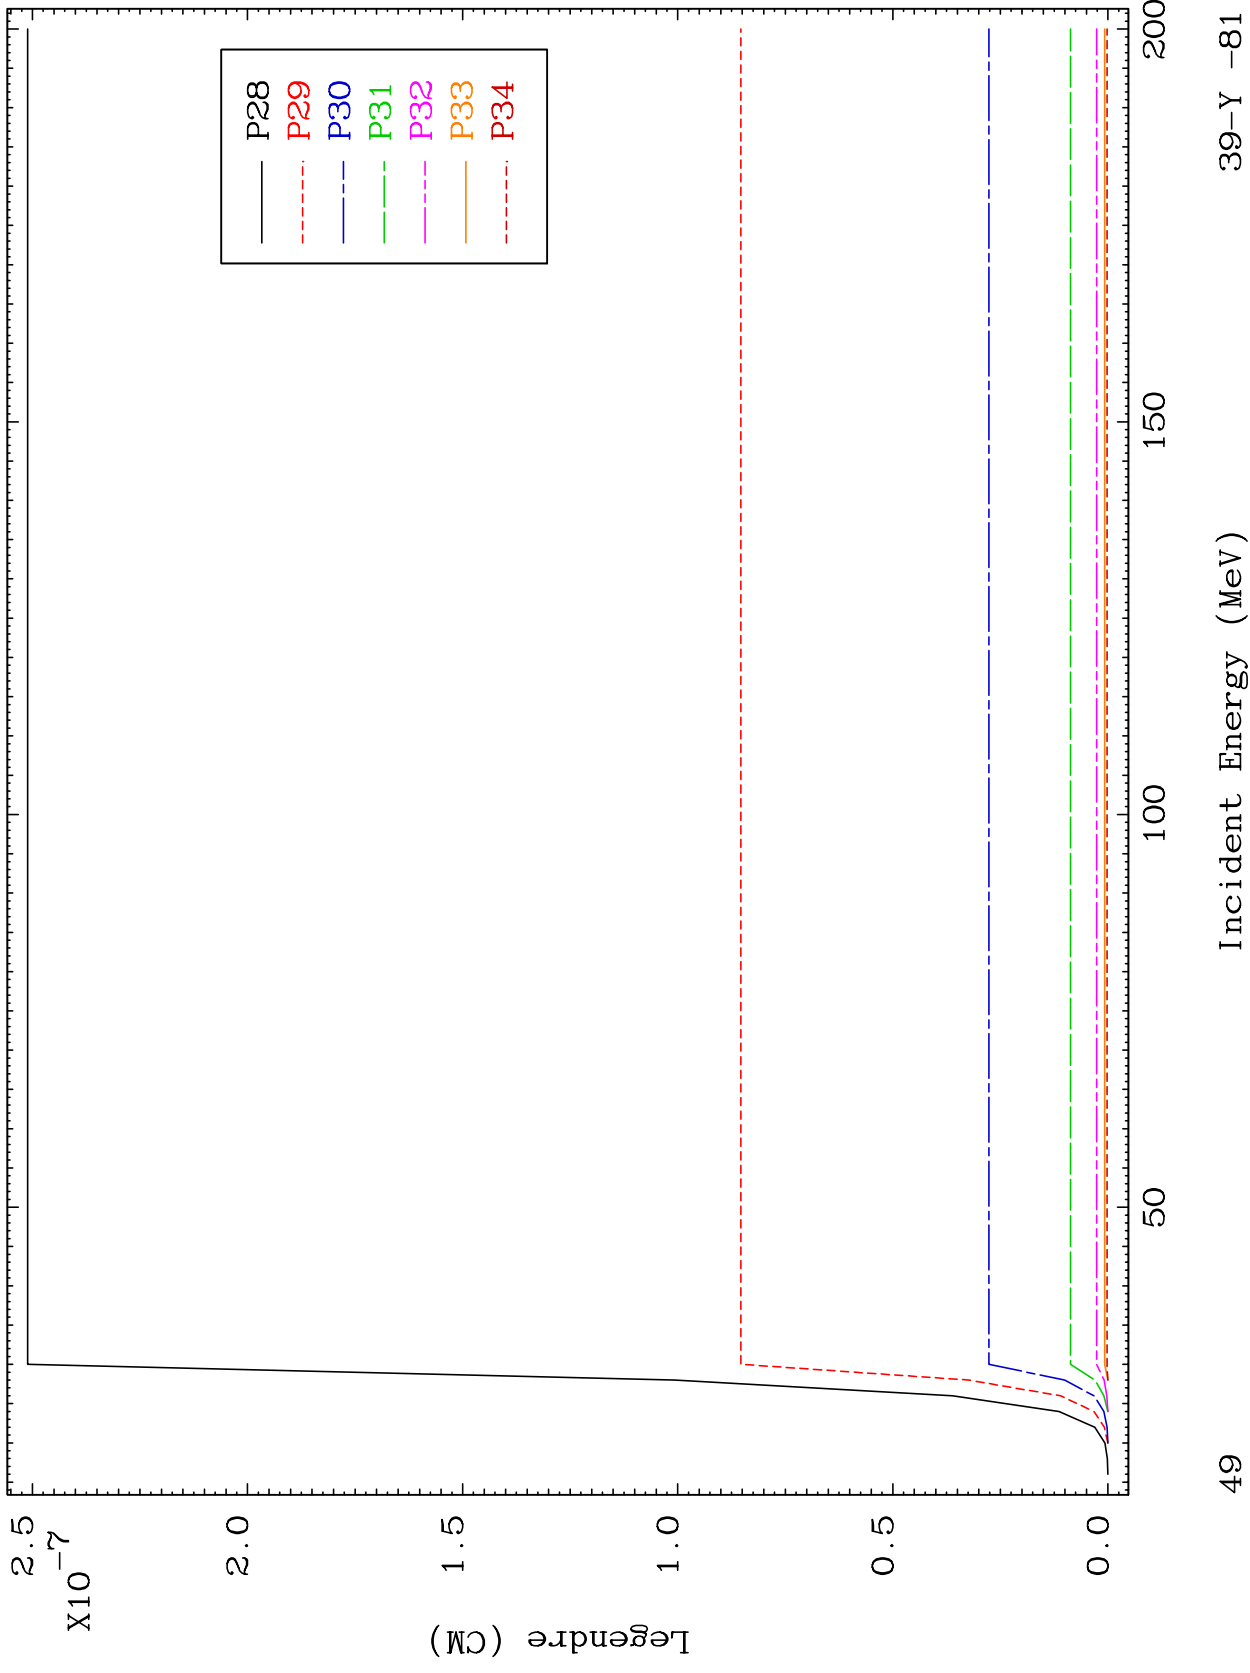 2.5
X10⁻⁷
2.0
1.5
1.0
0.5
0.0
Legendre (CM)
P28
P29
P30
P31
P32
P33
P34
50
100
150
200
49
Incident Energy (MeV)
39-Y -81